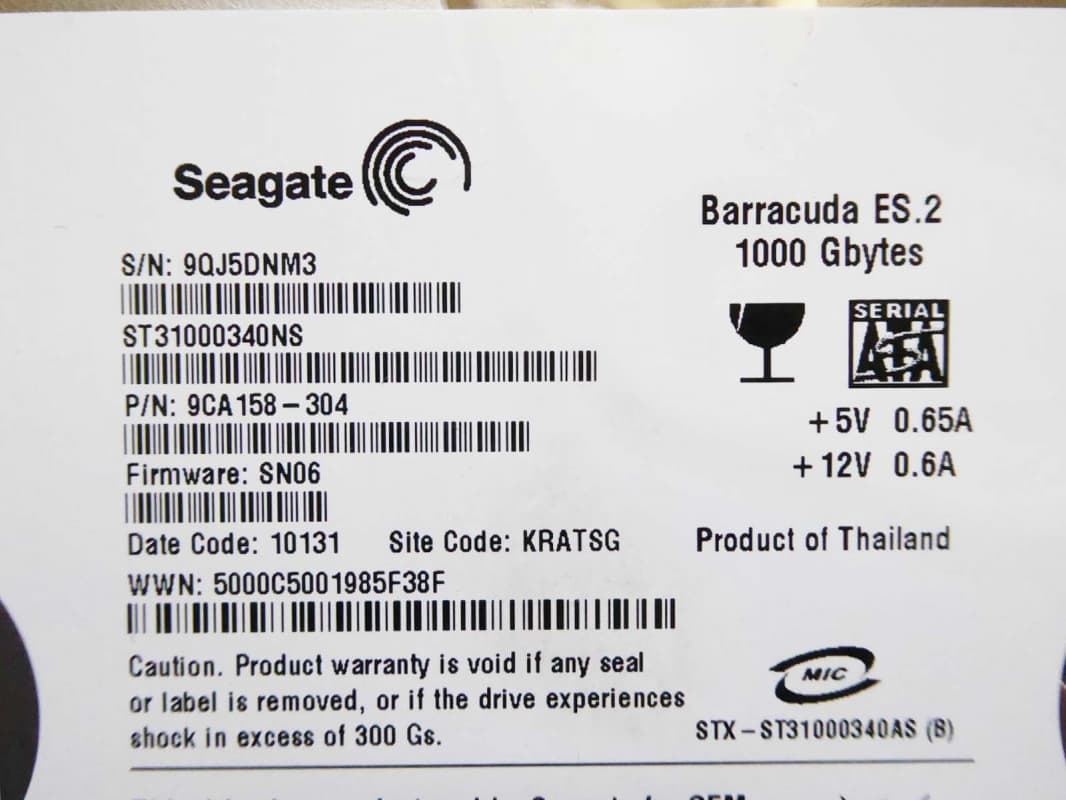 Seagate
Barracuda ES.2
1000 Gbytes
S/N: 9QJ5DNM3
ST31000340NS
SERIAL
ATA
P/N: 9CA158-304
+5V 0.65A
Firmware: SN06
+12V 0.6A
Date Code: 10131 Site Code: KRATSG
Product of Thailand
WWN: 5000C5001985F38F
Caution. Product warranty is void if any seal
or label is removed, or if the drive experiences
shock in excess of 300 Gs.
MIC
STX-ST31000340AS (B)